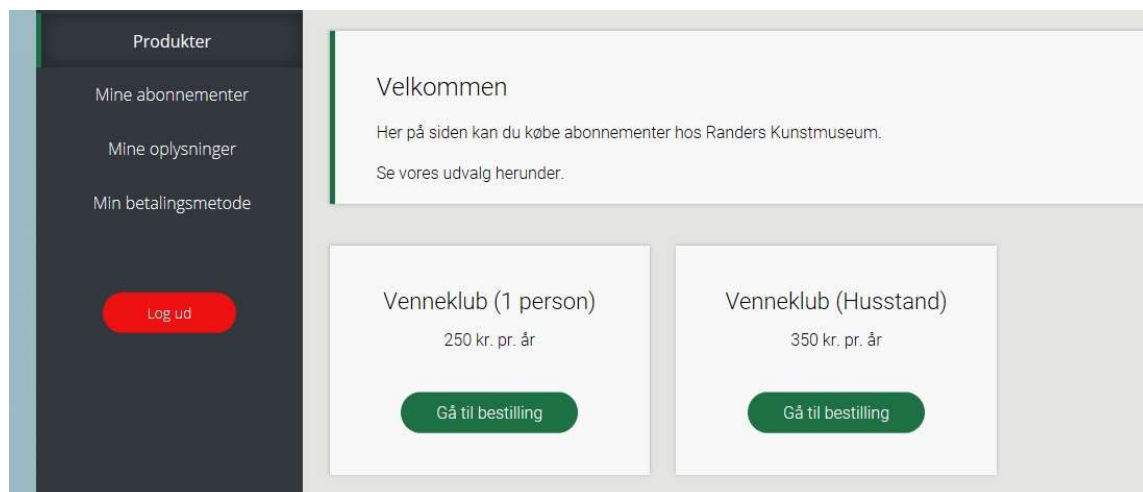 Produkter
Mine abonnementer
Mine oplysninger
Min betalingsmetode
Log ud
Velkommen
Her på siden kan du købe abonnementer hos Randers Kunstmuseum.
Se vores udvalg herunder.
Venneklub (1 person)
250 kr. pr. år
Gå til bestilling
Venneklub (Husstand)
350 kr. pr. år
Gå til bestilling